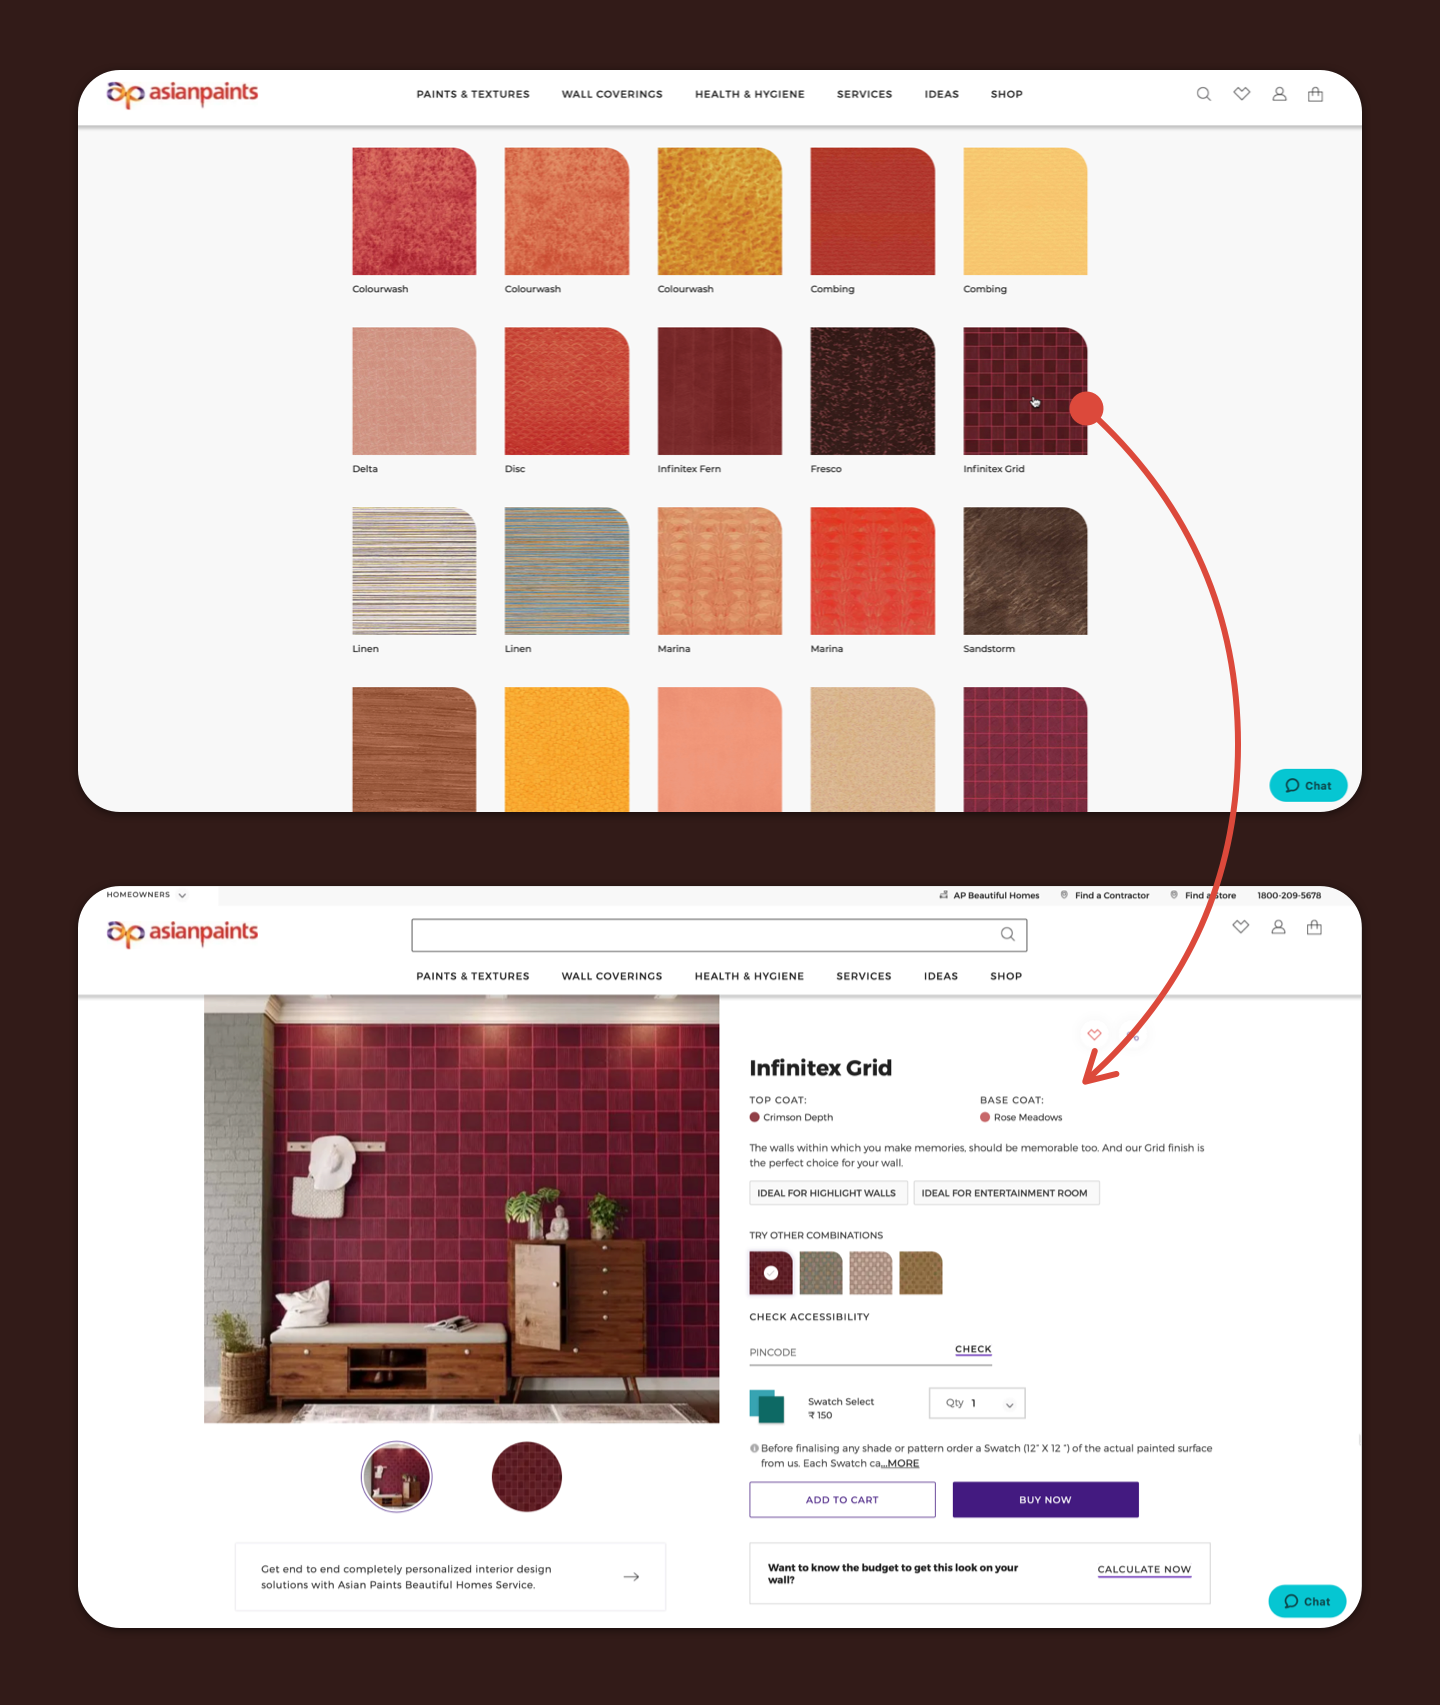 asianpaints
PAINTS & TEXTURES
WALL COVERINGS
HEALTH & HYGIENE
SERVICES
IDEAS
SHOP
Colourwash
Colourwash
Colourwash
Combing
Combing
Delta
Disc
Infinitex Fern
Fresco
Infinitex Grid
Linen
Linen
Marina
Marina
Sandstorm
Chat
HOMEOWNERS
AP Beautiful Homes
Find a Contractor
Find a Store
1800-209-5678
asianpaints
PAINTS & TEXTURES
WALL COVERINGS
HEALTH & HYGIENE
SERVICES
IDEAS
SHOP
Infinitex Grid
TOP COAT:
Crimson Depth
BASE COAT:
Rose Meadows
The walls within which you make memories, should be memorable too. And our Grid finish is
the perfect choice for your wall.
IDEAL FOR HIGHLIGHT WALLS
IDEAL FOR ENTERTAINMENT ROOM
TRY OTHER COMBINATIONS
CHECK ACCESSIBILITY
PINCODE
CHECK
Swatch Select
₹ 150
Qty 1
Before finalising any shade or pattern order a Swatch (12" X 12 ") of the actual painted surface
from us. Each Swatch ca...MORE
ADD TO CART
BUY NOW
Get end to end completely personalized interior design
solutions with Asian Paints Beautiful Homes Service.
Want to know the budget to get this look on your
wall?
CALCULATE NOW
Chat